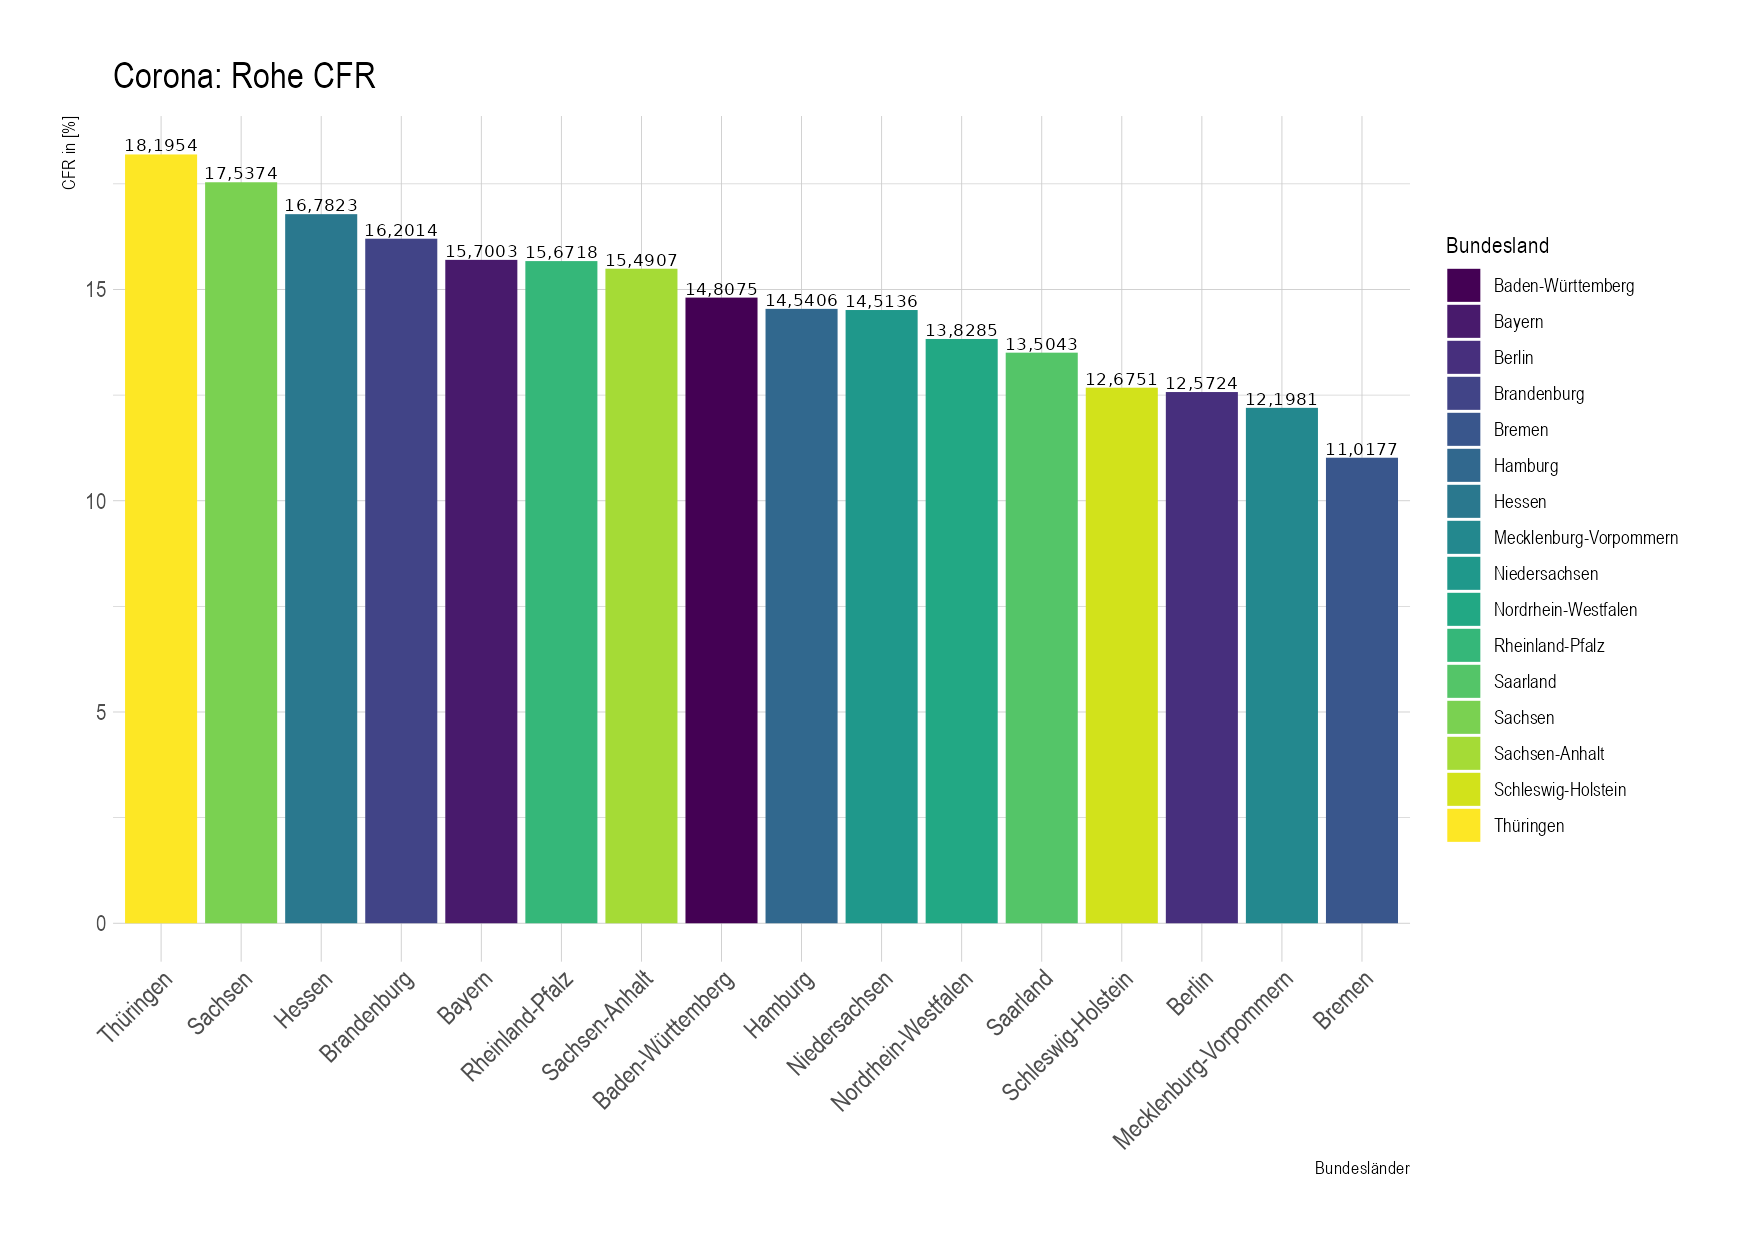 Corona: Rohe CFR
CFR in [%]
18,1954
17,5374
16,7823
16,2014
15,7003
15,6718
15,4907
14,8075
14,5406
14,5136
13,8285
13,5043
12,6751
12,5724
12,1981
11,0177
15
10
5
0
Thüringen
Sachsen
Hessen
Brandenburg
Bayern
Rheinland-Pfalz
Sachsen-Anhalt
Baden-Württemberg
Hamburg
Niedersachsen
Nordrhein-Westfalen
Saarland
Schleswig-Holstein
Berlin
Mecklenburg-Vorpommern
Bremen
Bundesländer
Bundesland
Baden-Württemberg
Bayern
Berlin
Brandenburg
Bremen
Hamburg
Hessen
Mecklenburg-Vorpommern
Niedersachsen
Nordrhein-Westfalen
Rheinland-Pfalz
Saarland
Sachsen
Sachsen-Anhalt
Schleswig-Holstein
Thüringen